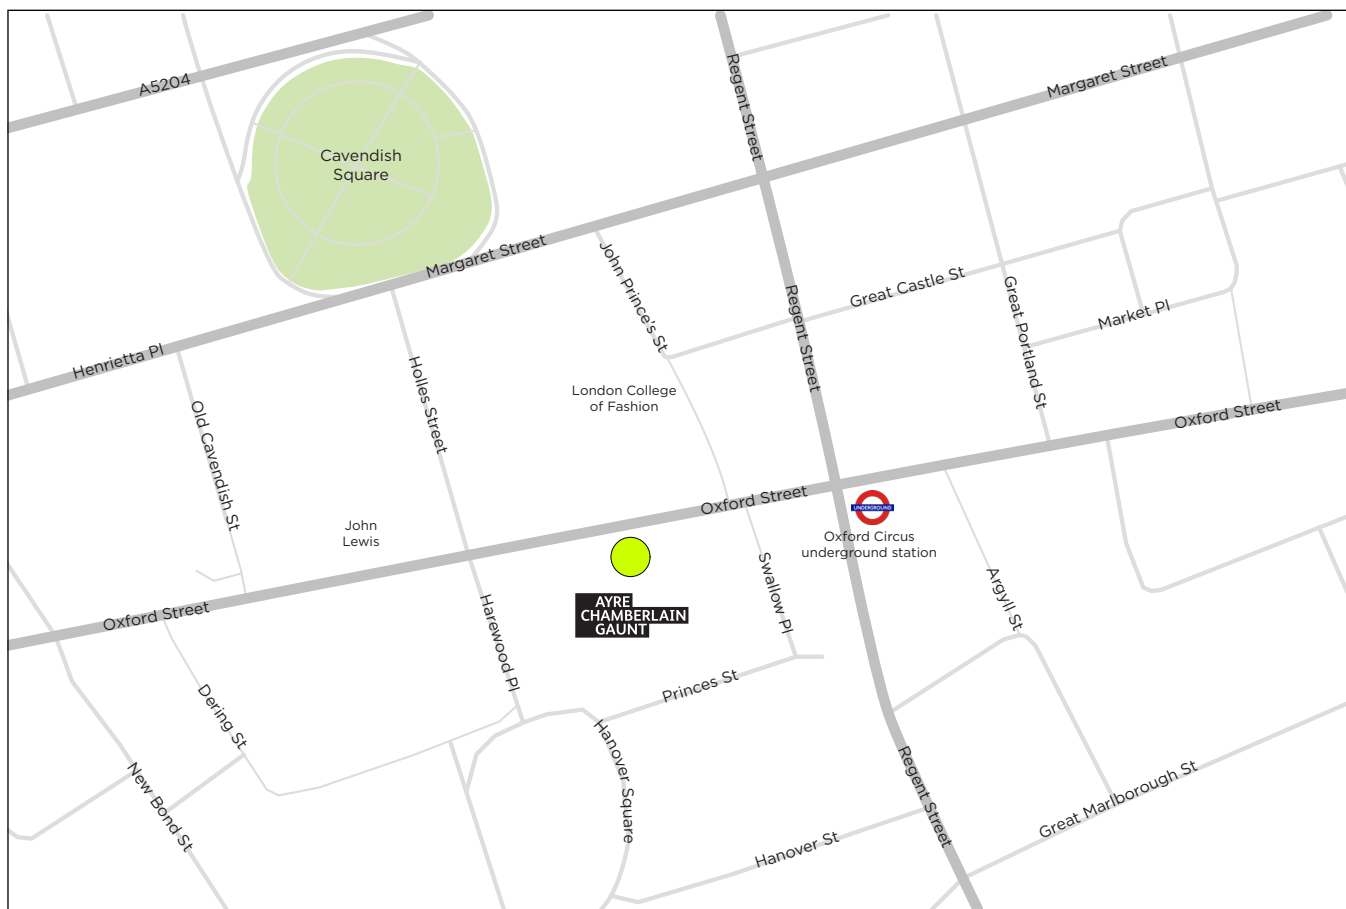 A5204
Regent Street
Margaret Street
Cavendish
Square
Margaret Street
John Prince's St
Great Castle St
Regent Street
Great Portland St
Market Pl
Henrietta Pl
Holles Street
London College
of Fashion
Old Cavendish St
Oxford Street
Oxford Street
John
Lewis
UNDERGROUND
Oxford Circus
underground station
Swallow Pl
Argyll St
Oxford Street
Harewood Pl
AYRE
CHAMBERLAIN
GAUNT
Princes St
Dering St
Hanover Square
New Bond St
Regent Street
Great Marlborough St
Hanover St